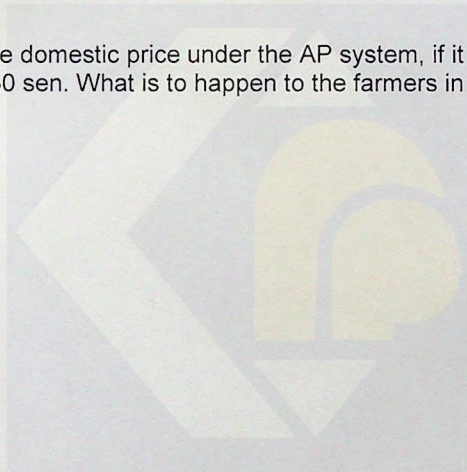 domestic price under the AP system, if it
0 sen. What is to happen to the farmers in